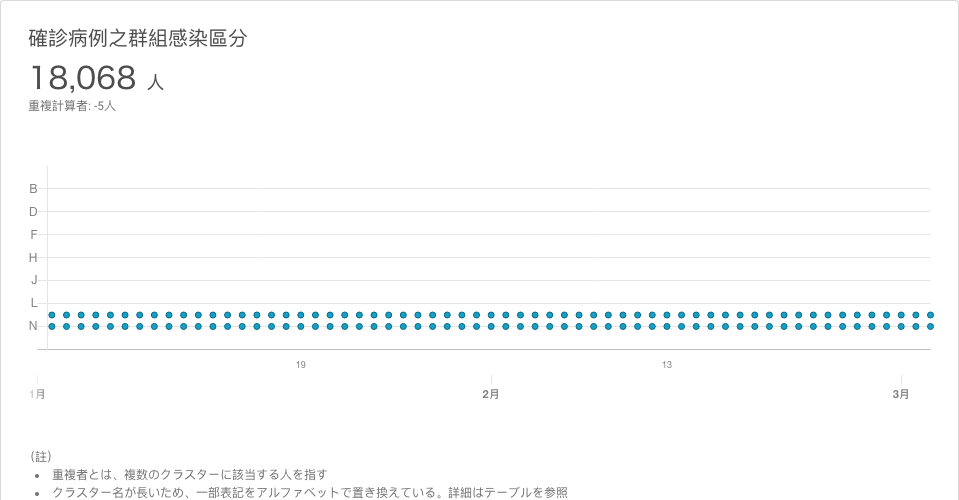 確診病例之群組感染區分
18,068 人
重複計算者: -5人
B
D
F
H
J
L
N
19
13
1月
2月
3月
(註)
重複者とは、複数のクラスターに該当する人を指す
クラスター名が長いため、一部表記をアルファベットで置き換えている。詳細はテーブルを参照